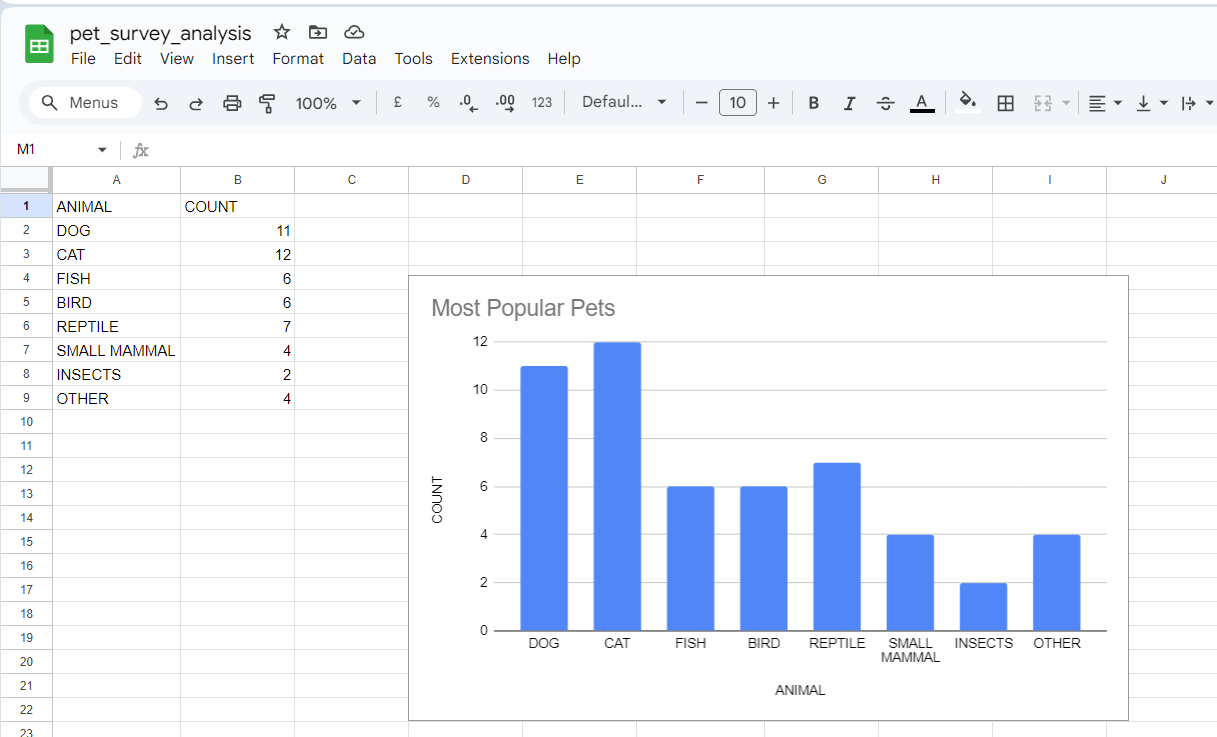 pet_survey_analysis
File Edit View Insert Format Data Tools Extensions Help
Menus 100% £ % .0 .00 123 Defaul... 10 B I A
M1 fx
A B C D E F G H I J
1 ANIMAL COUNT
2 DOG 11
3 CAT 12
4 FISH 6
5 BIRD 6
6 REPTILE 7
7 SMALL MAMMAL 4
8 INSECTS 2
9 OTHER 4
10
11
12
13
14
15
16
17
18
19
20
21
22
23
Most Popular Pets
12
10
8
6
4
2
0
COUNT
DOG CAT FISH BIRD REPTILE SMALL MAMMAL INSECTS OTHER
ANIMAL